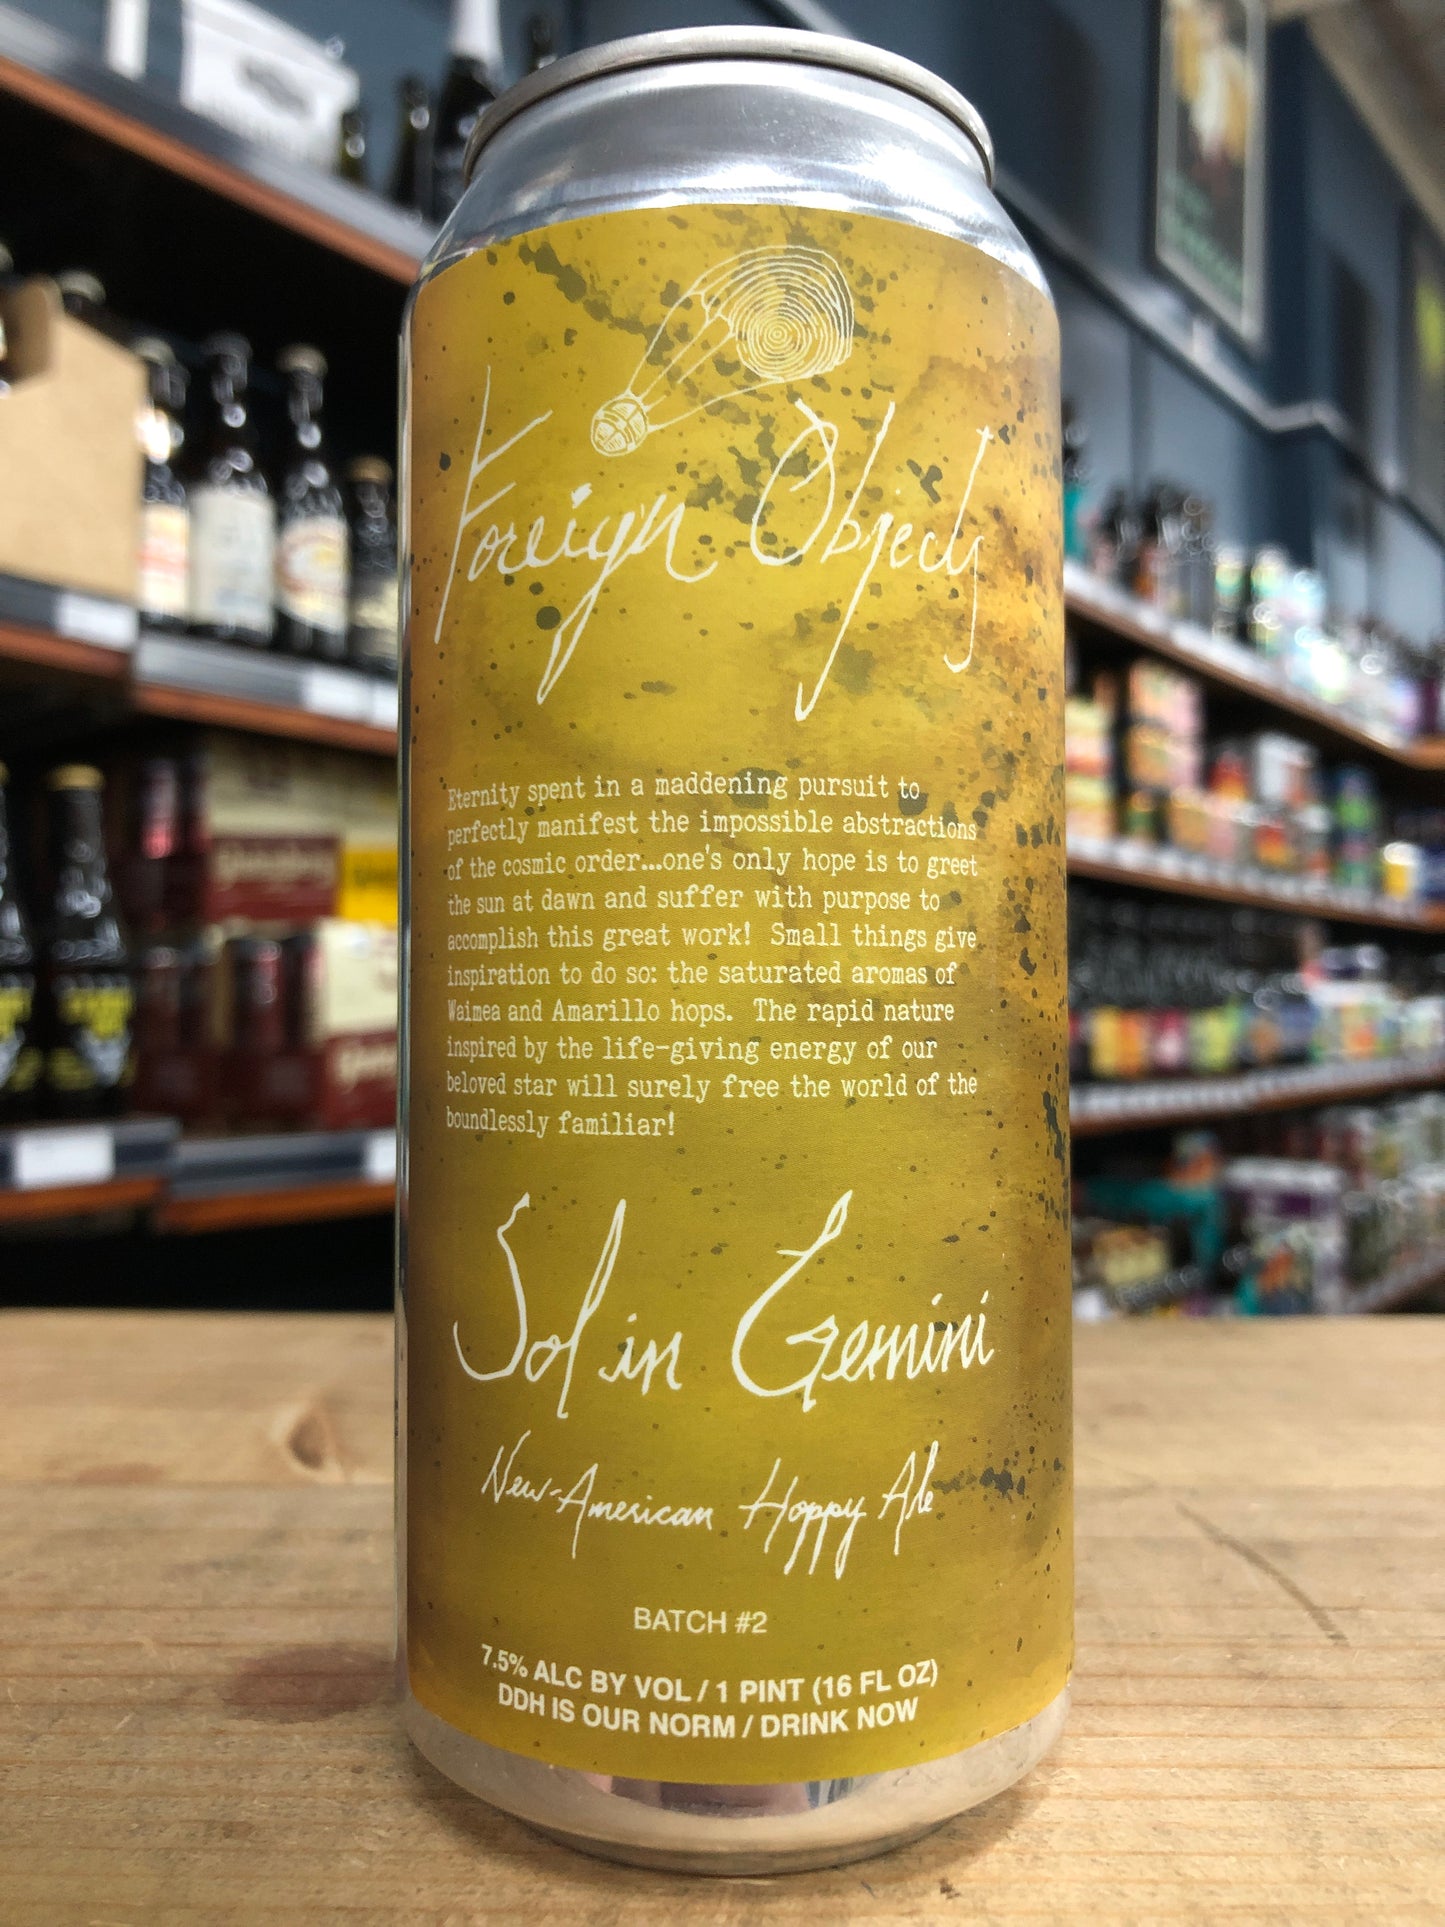 Foreign Objects
Eternity spent in a maddening pursuit to
perfectly manifest the impossible abstractions
of the cosmic order...one's only hope is to greet
the sun at dawn and suffer with purpose to
accomplish this great work!  Small things give
inspiration to do so: the saturated aromas of
Waimea and Amarillo hops.  The rapid nature
inspired by the life-giving energy of our
beloved star will surely free the world of the
boundlessly familiar!
Sol in Gemini
New-American Hoppy Ale
BATCH #2
7.5% ALC BY VOL / 1 PINT (16 FL OZ)
DDH IS OUR NORM / DRINK NOW